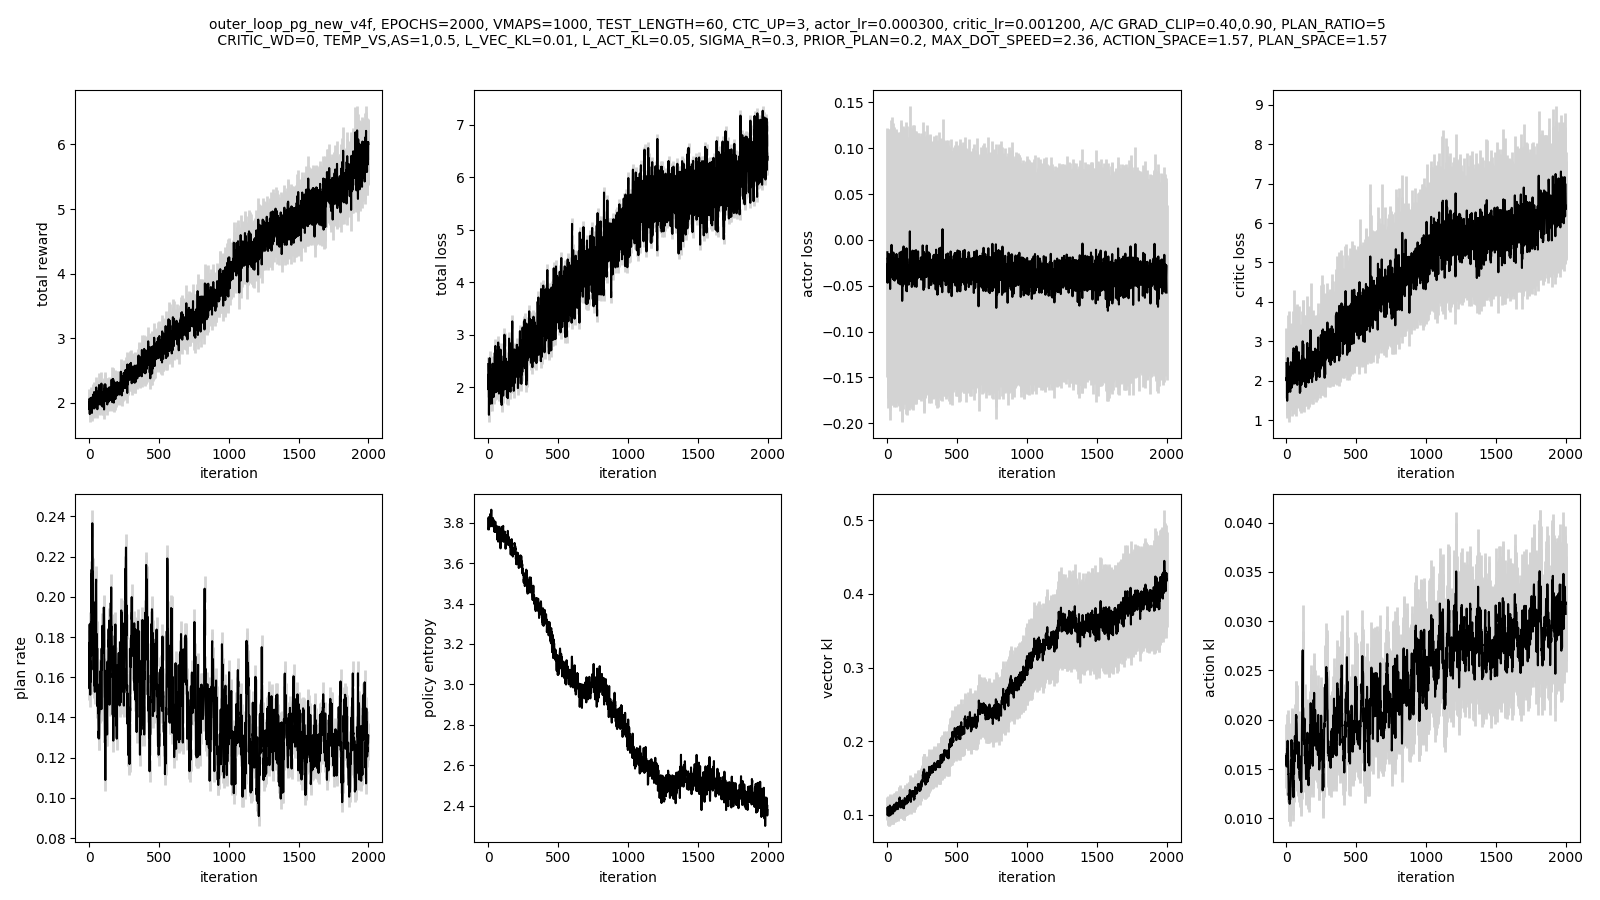 outer_loop_pg_new_v4f, EPOCHS=2000, VMAPS=1000, TEST_LENGTH=60, CTC_UP=3, actor_lr=0.000300, critic_lr=0.001200, A/C GRAD_CLIP=0.40,0.90, PLAN_RATIO=5
CRITIC_WD=0, TEMP_VS,AS=1,0.5, L_VEC_KL=0.01, L_ACT_KL=0.05, SIGMA_R=0.3, PRIOR_PLAN=0.2, MAX_DOT_SPEED=2.36, ACTION_SPACE=1.57, PLAN_SPACE=1.57
total reward
6
5
4
3
2
0 500 1000 1500 2000
iteration
total loss
7
6
5
4
3
2
0 500 1000 1500 2000
iteration
actor loss
0.15
0.10
0.05
0.00
−0.05
−0.10
−0.15
−0.20
0 500 1000 1500 2000
iteration
critic loss
9
8
7
6
5
4
3
2
1
0 500 1000 1500 2000
iteration
plan rate
0.24
0.22
0.20
0.18
0.16
0.14
0.12
0.10
0.08
0 500 1000 1500 2000
iteration
policy entropy
3.8
3.6
3.4
3.2
3.0
2.8
2.6
2.4
0 500 1000 1500 2000
iteration
vector kl
0.5
0.4
0.3
0.2
0.1
0 500 1000 1500 2000
iteration
action kl
0.040
0.035
0.030
0.025
0.020
0.015
0.010
0 500 1000 1500 2000
iteration